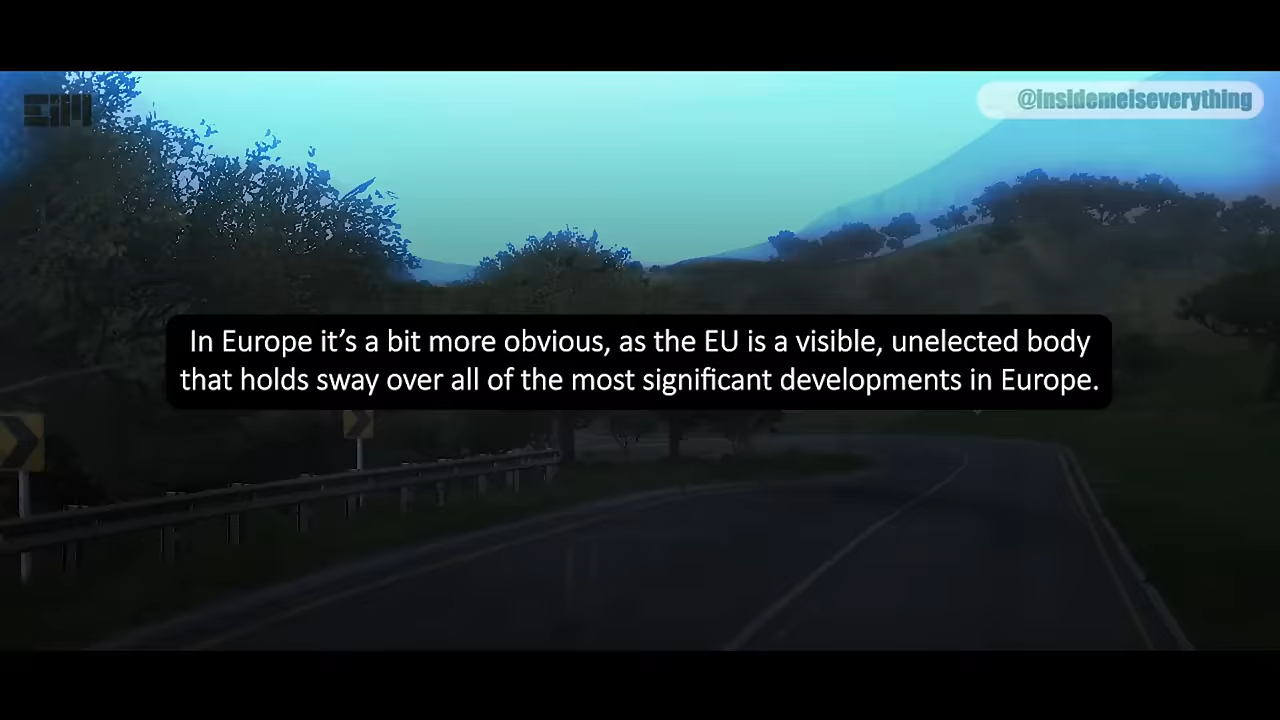 @insidemeiseverything
In Europe it’s a bit more obvious, as the EU is a visible, unelected body
that holds sway over all of the most significant developments in Europe.